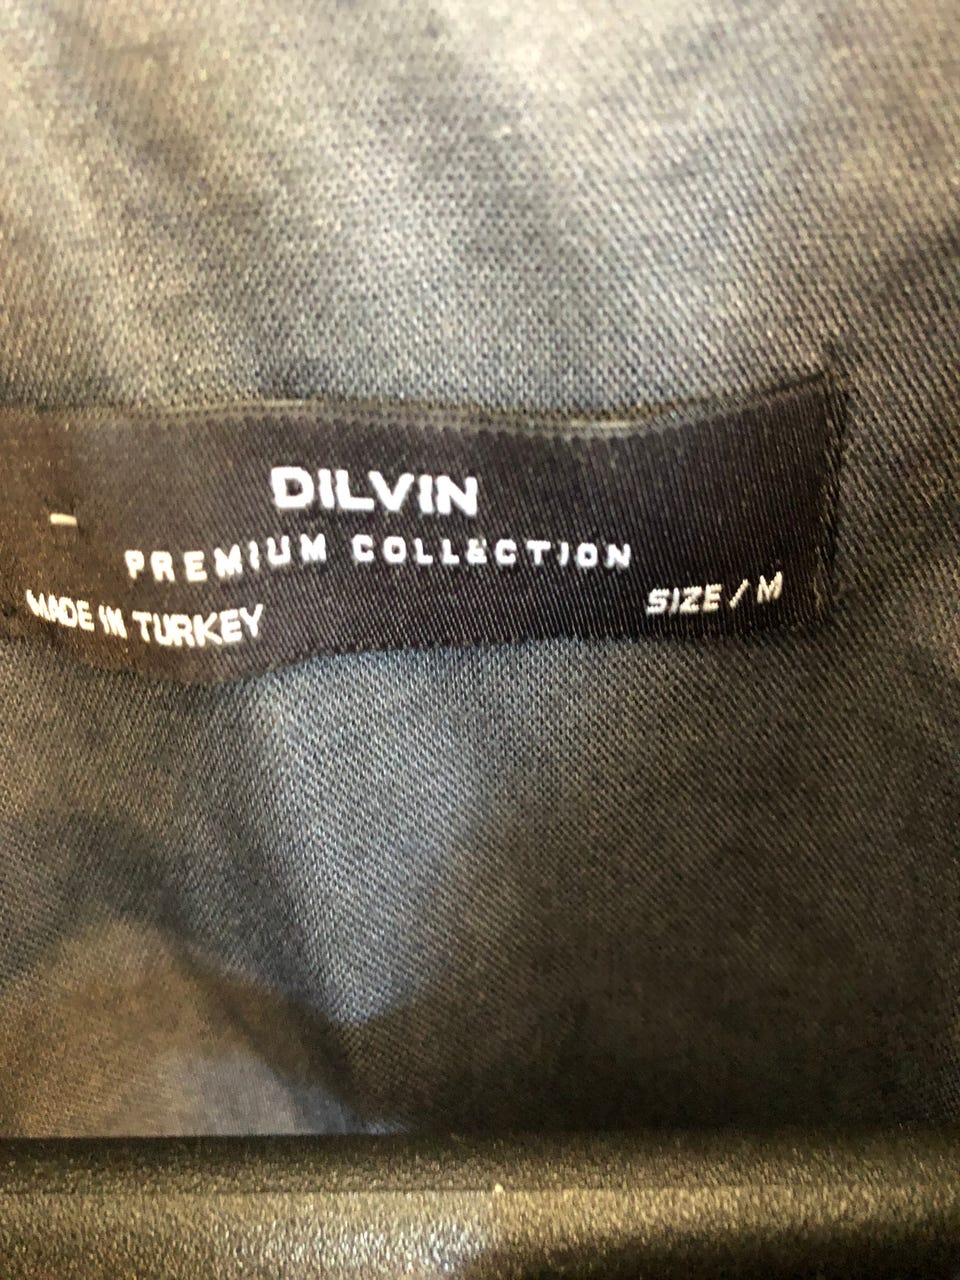 DILVIN
PREMIUM COLLECTION
MADE IN TURKEY
SIZE / M